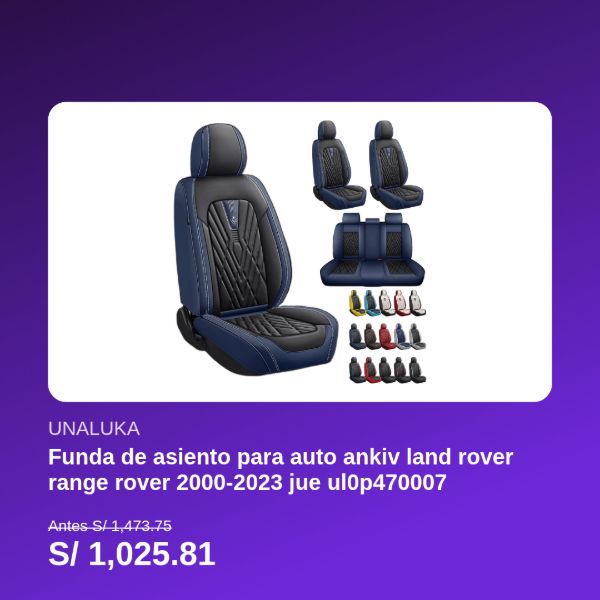 UNALUKA
Funda de asiento para auto ankiv land rover
range rover 2000-2023 jue ul0p470007
Antes S/ 1,473.75
S/ 1,025.81